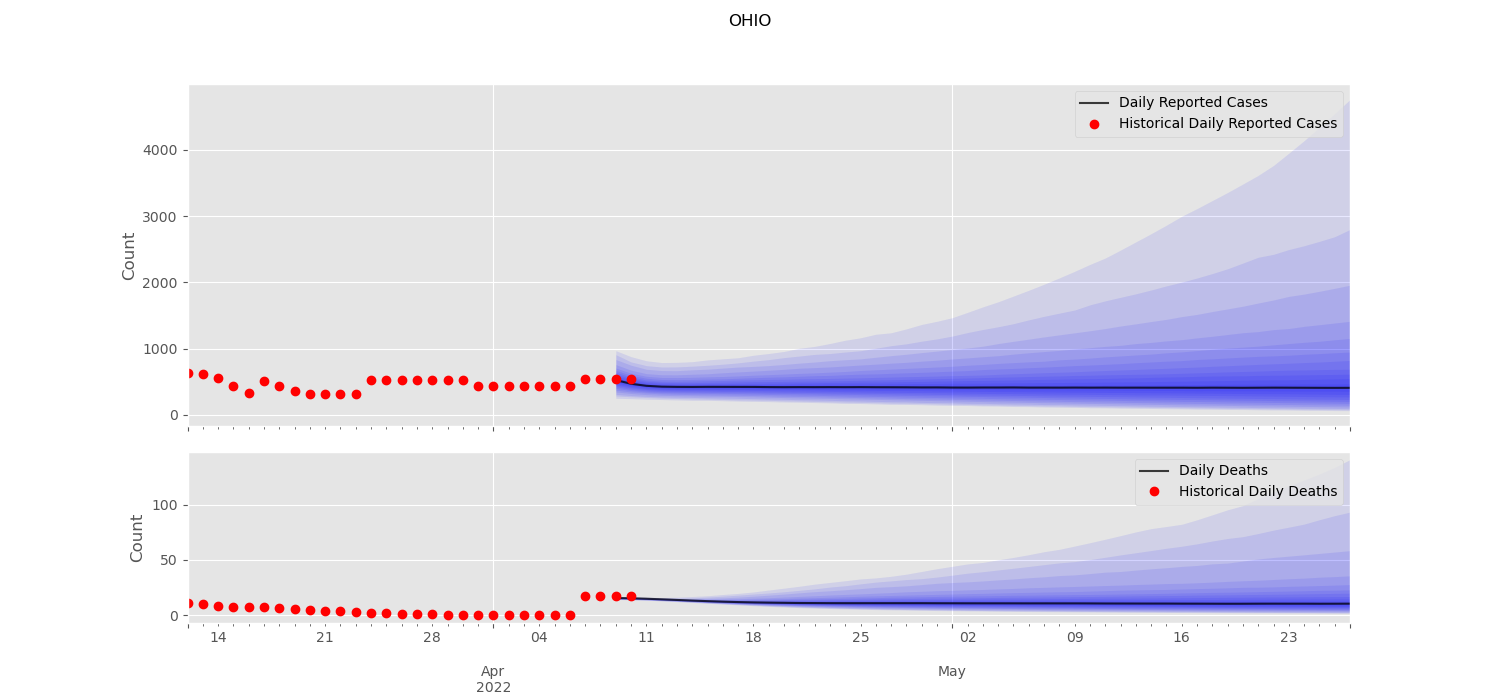 OHIO
Daily Reported Cases
Historical Daily Reported Cases
4000
3000
2000
1000
0
Count
Daily Deaths
Historical Daily Deaths
100
50
0
Count
14 21 28 04 11 18 25 02 09 16 23
Apr May
2022